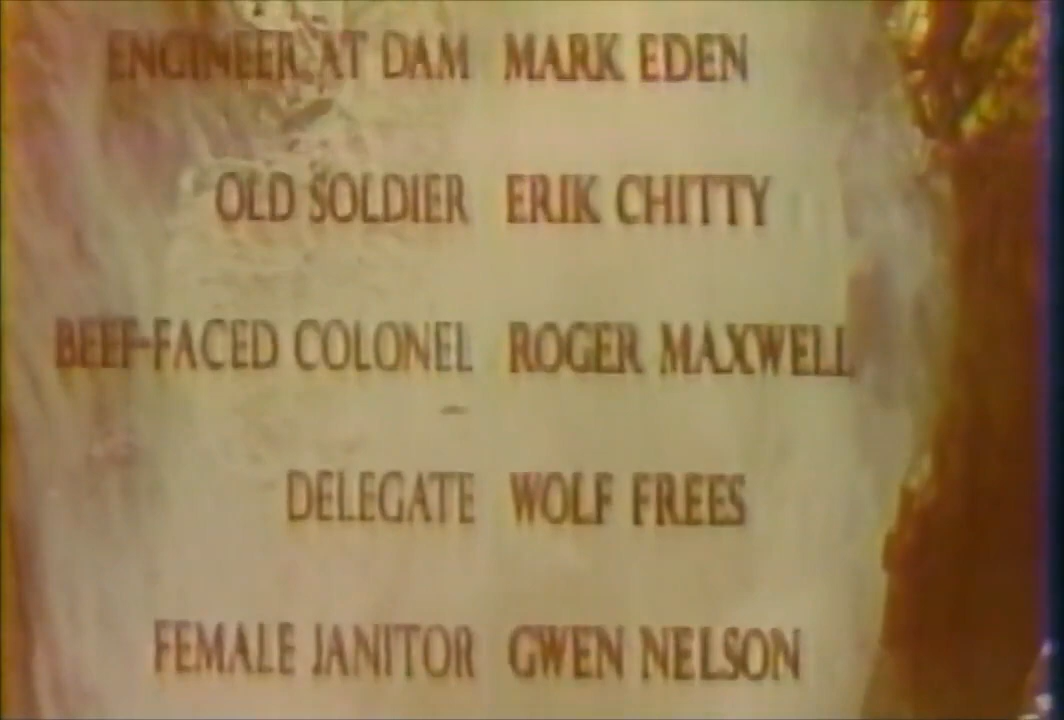 ENGINEER AT DAM MARK EDEN
OLD SOLDIER ERIK CHITTY
BEEF-FACED COLONEL ROGER MAXWELL
DELEGATE WOLF FREES
FEMALE JANITOR GWEN NELSON